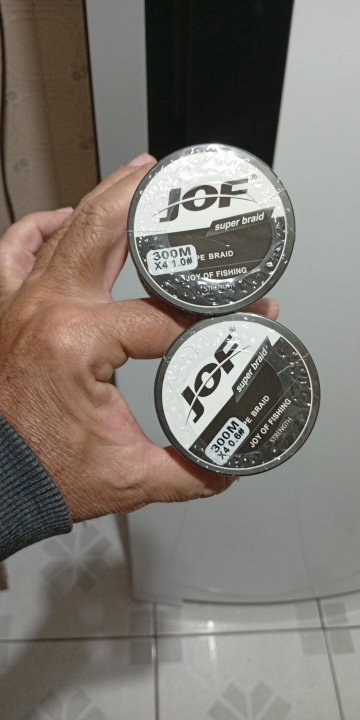 JOF®
super braid
300M
X4 1.0#
PE BRAID
JOY OF FISHING
STRENGTH
JOF®
super braid
300M
X4 0.6#
PE BRAID
JOY OF FISHING
STRENGTH